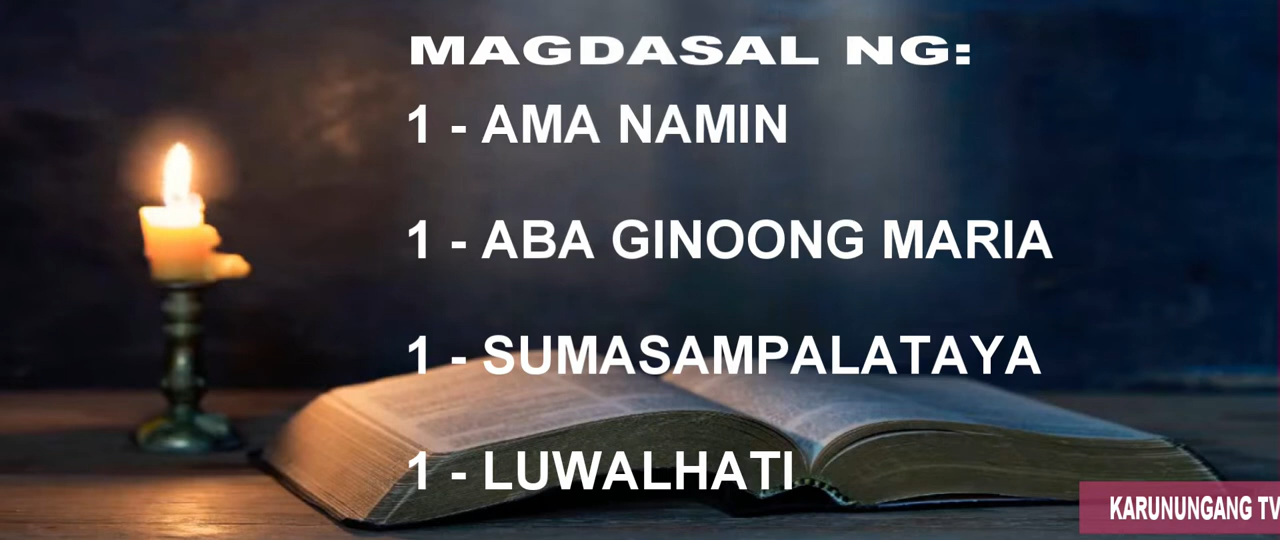 MAGDASAL NG:
1 - AMA NAMIN
1 - ABA GINOONG MARIA
1 - SUMASAMPALATAYA
1 - LUWALHATI
KARUNUNGANG TV